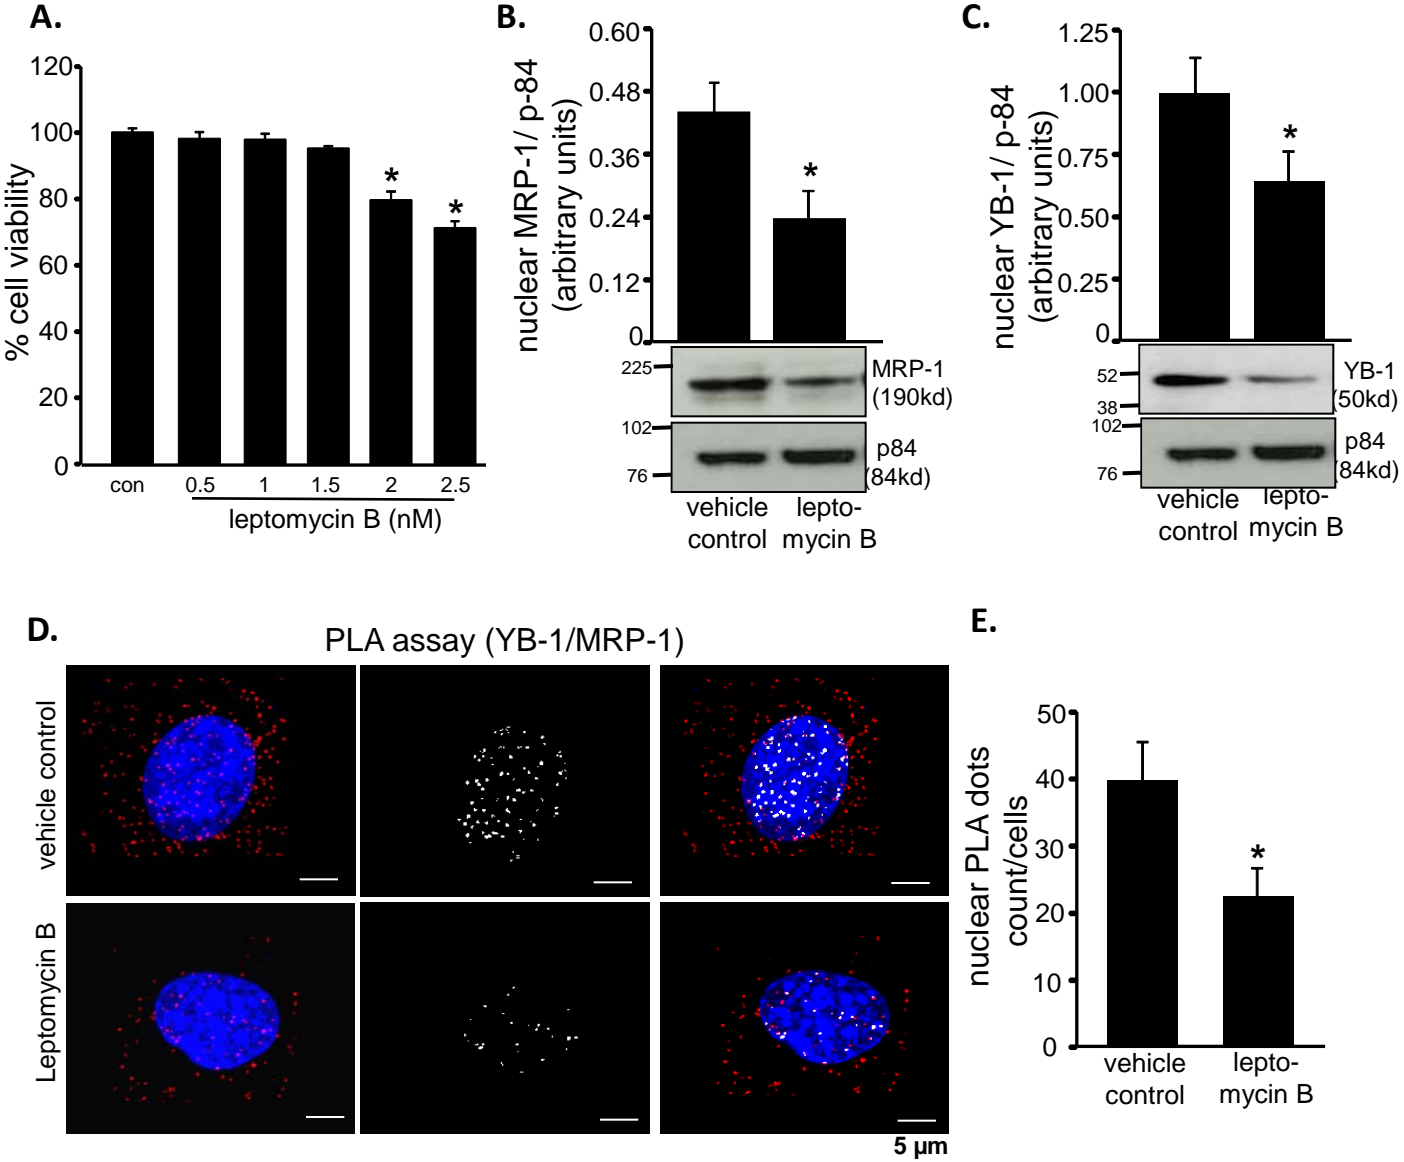 A.
120
100
80
60
40
20
0
% cell viability
*
*
con 0.5 1 1.5 2 2.5
leptomycin B (nM)
B.
0.60
0.48
0.36
0.24
0.12
0
nuclear MRP-1/ p-84
(arbitrary units)
*
225
MRP-1
(190kd)
102
76
p84
(84kd)
vehicle
control
lepto-
mycin B
C.
1.25
1.00
0.75
0.50
0.25
0
nuclear YB-1/ p-84
(arbitrary units)
*
52
38
YB-1
(50kd)
102
76
p84
(84kd)
vehicle
control
lepto-
mycin B
D.
PLA assay (YB-1/MRP-1)
vehicle control
Leptomycin B
5 µm
E.
50
40
30
20
10
0
nuclear PLA dots
count/cells
*
vehicle
control
lepto-
mycin B